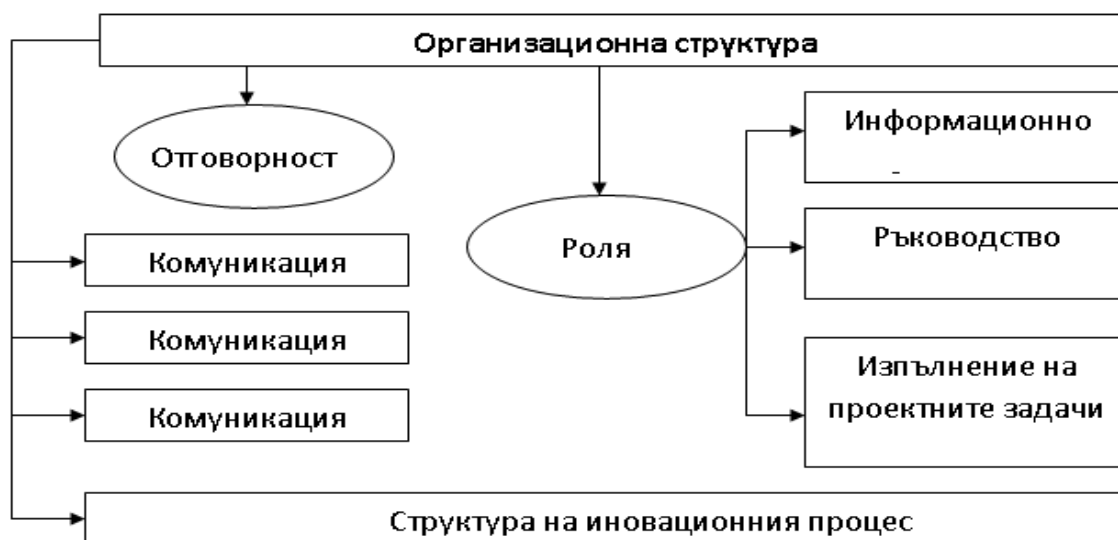 Организационна структура
Отговорност
Роля
Информационно
-
Ръководство
Изпълнение на
проектните задачи
Комуникация
Комуникация
Комуникация
Структура на иновационния процес